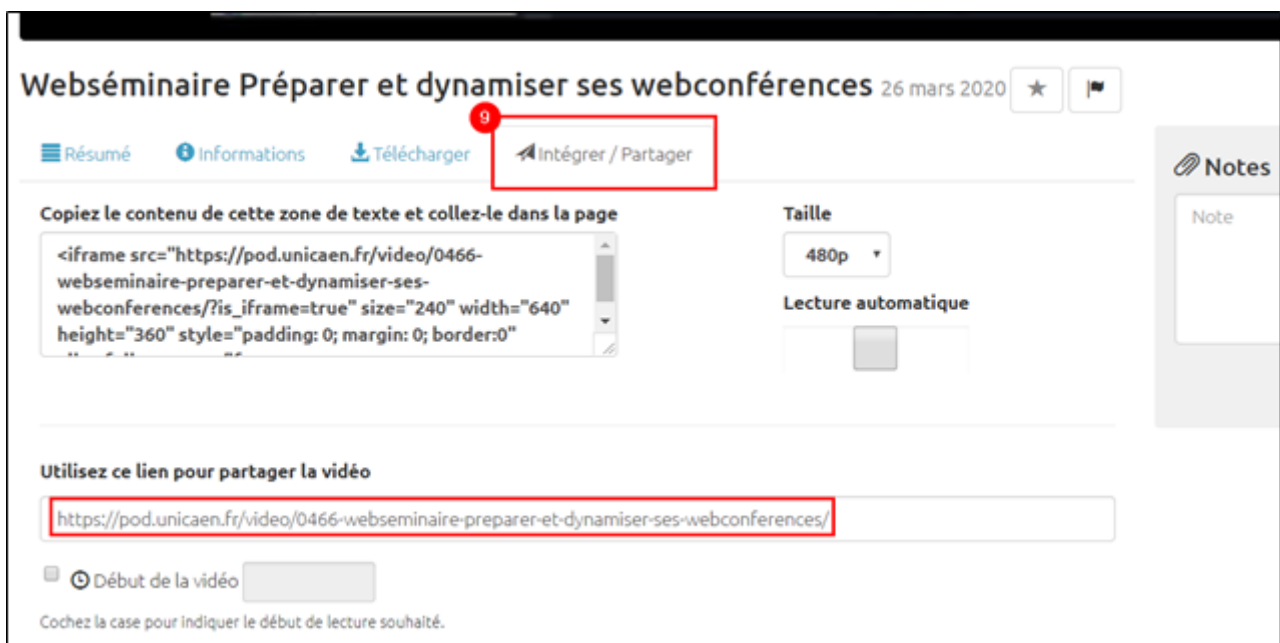 Webséminaire Préparer et dynamiser ses webconférences 26 mars 2020
9
Résumé Informations Télécharger Intégrer / Partager
Notes
Note
Copiez le contenu de cette zone de texte et collez-le dans la page
<iframe src="https://pod.unicaen.fr/video/0466-
webseminaire-preparer-et-dynamiser-ses-
webconferences/?is_iframe=true" size="240" width="640"
height="360" style="padding: 0; margin: 0; border:0"
Taille
480p
Lecture automatique
Utilisez ce lien pour partager la vidéo
https://pod.unicaen.fr/video/0466-webseminaire-preparer-et-dynamiser-ses-webconferences/
Début de la vidéo
Cochez la case pour indiquer le début de lecture souhaité.